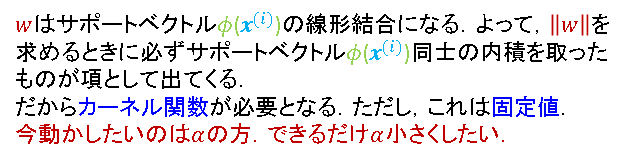 wはサポートベクトルϕ(x⁽ⁱ⁾)の線形結合になる．よって，‖w‖を
求めるときに必ずサポートベクトルϕ(x⁽ⁱ⁾)同士の内積を取った
ものが項として出てくる．
だからカーネル関数が必要となる．ただし，これは固定値．
今動かしたいのはαの方．できるだけα小さくしたい．